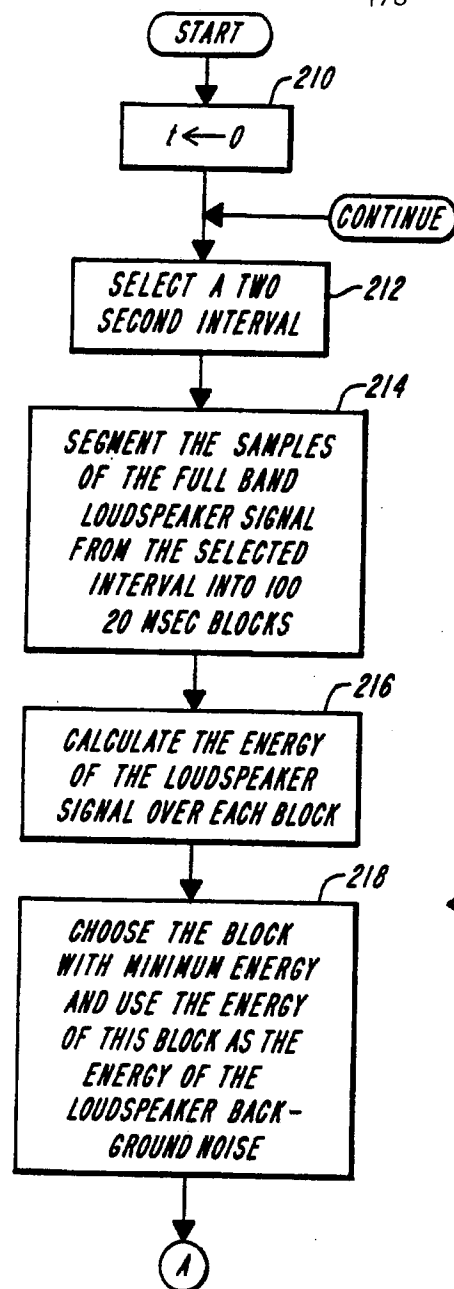 START
210
t ← 0
CONTINUE
SELECT A TWO
SECOND INTERVAL
212
214
SEGMENT THE SAMPLES
OF THE FULL BAND
LOUDSPEAKER SIGNAL
FROM THE SELECTED
INTERVAL INTO 100
20 MSEC BLOCKS
216
CALCULATE THE ENERGY
OF THE LOUDSPEAKER
SIGNAL OVER EACH BLOCK
218
CHOOSE THE BLOCK
WITH MINIMUM ENERGY
AND USE THE ENERGY
OF THIS BLOCK AS THE
ENERGY OF THE
LOUDSPEAKER BACK-
GROUND NOISE
A